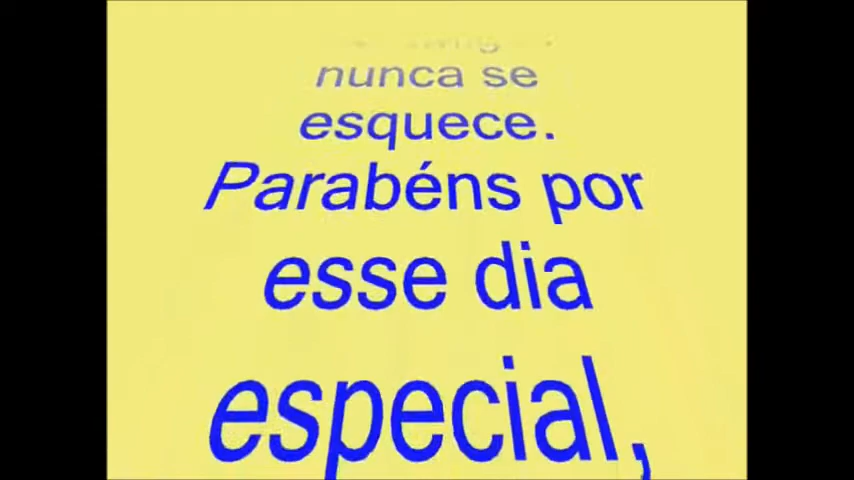 nunca se
esquece.
Parabéns por
esse dia
especial,